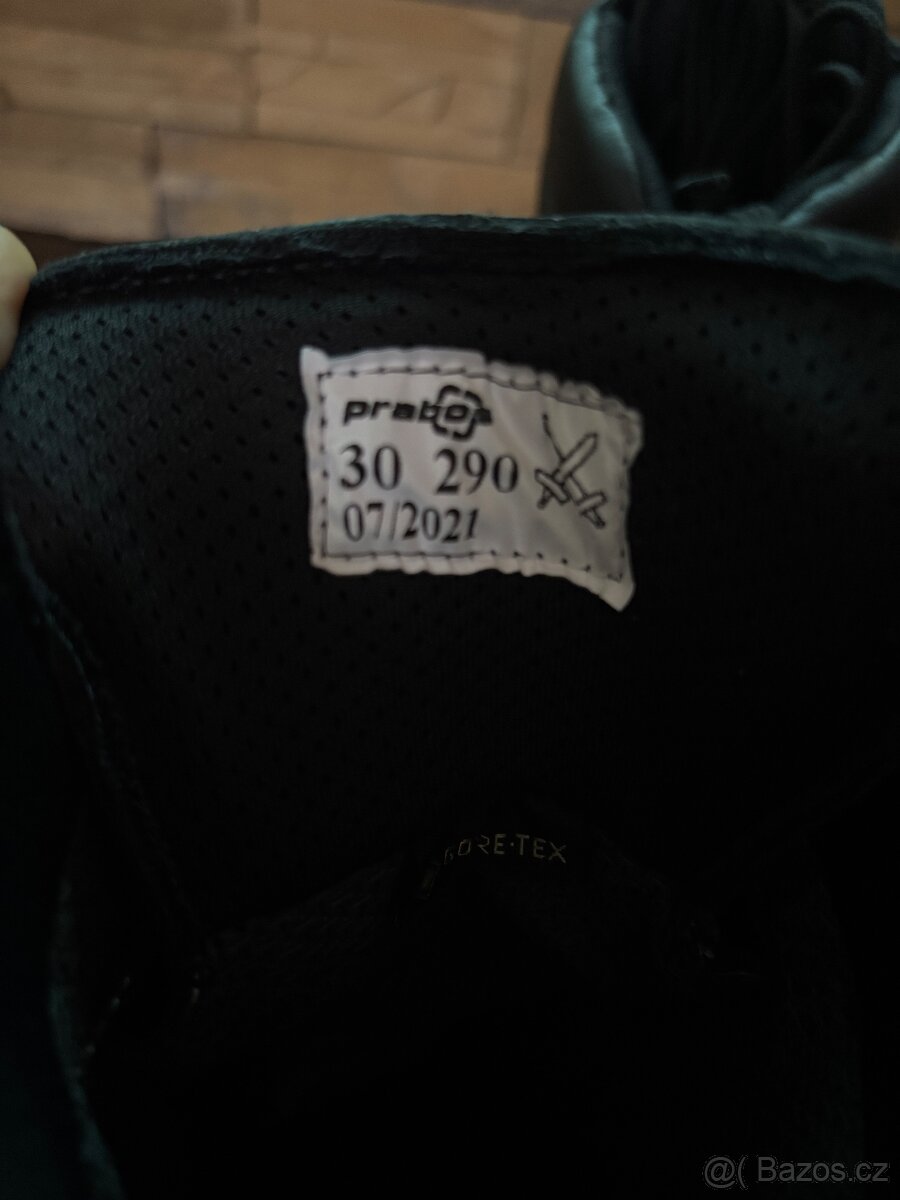 prabos
30 290
07/2021
GORE-TEX
@( Bazos.cz